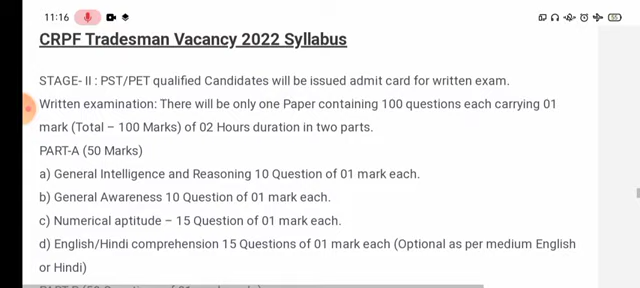 11:16
CRPF Tradesman Vacancy 2022 Syllabus
STAGE- II : PST/PET qualified Candidates will be issued admit card for written exam.
Written examination: There will be only one Paper containing 100 questions each carrying 01
mark (Total – 100 Marks) of 02 Hours duration in two parts.
PART-A (50 Marks)
a) General Intelligence and Reasoning 10 Question of 01 mark each.
b) General Awareness 10 Question of 01 mark each.
c) Numerical aptitude – 15 Question of 01 mark each.
d) English/Hindi comprehension 15 Questions of 01 mark each (Optional as per medium English
or Hindi)